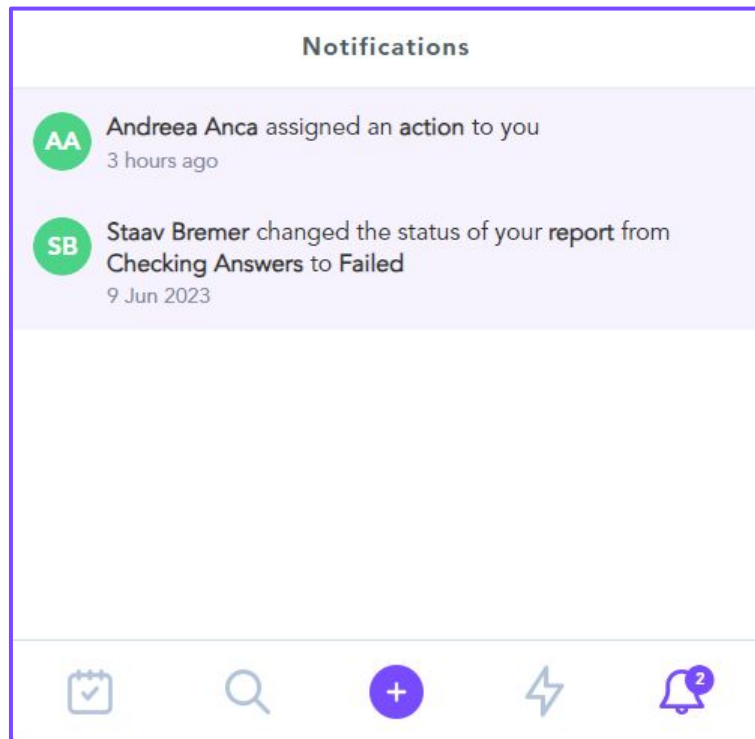 Notifications
AA
Andreea Anca assigned an action to you
3 hours ago
SB
Staav Bremer changed the status of your report from
Checking Answers to Failed
9 Jun 2023
2